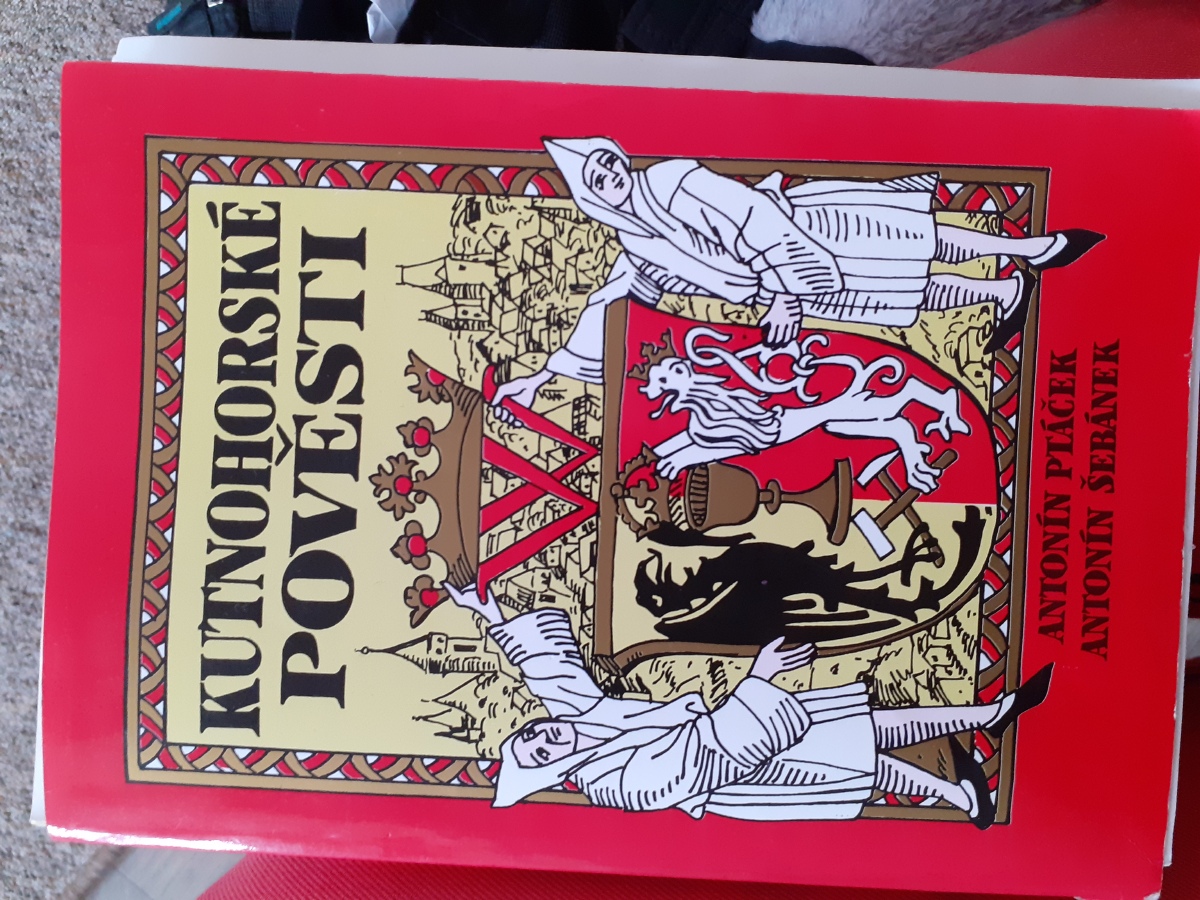 KUTNOHORSKÉ
POVĚSTI
ANTONÍN PTÁČEK
ANTONÍN ŠEBÁNEK